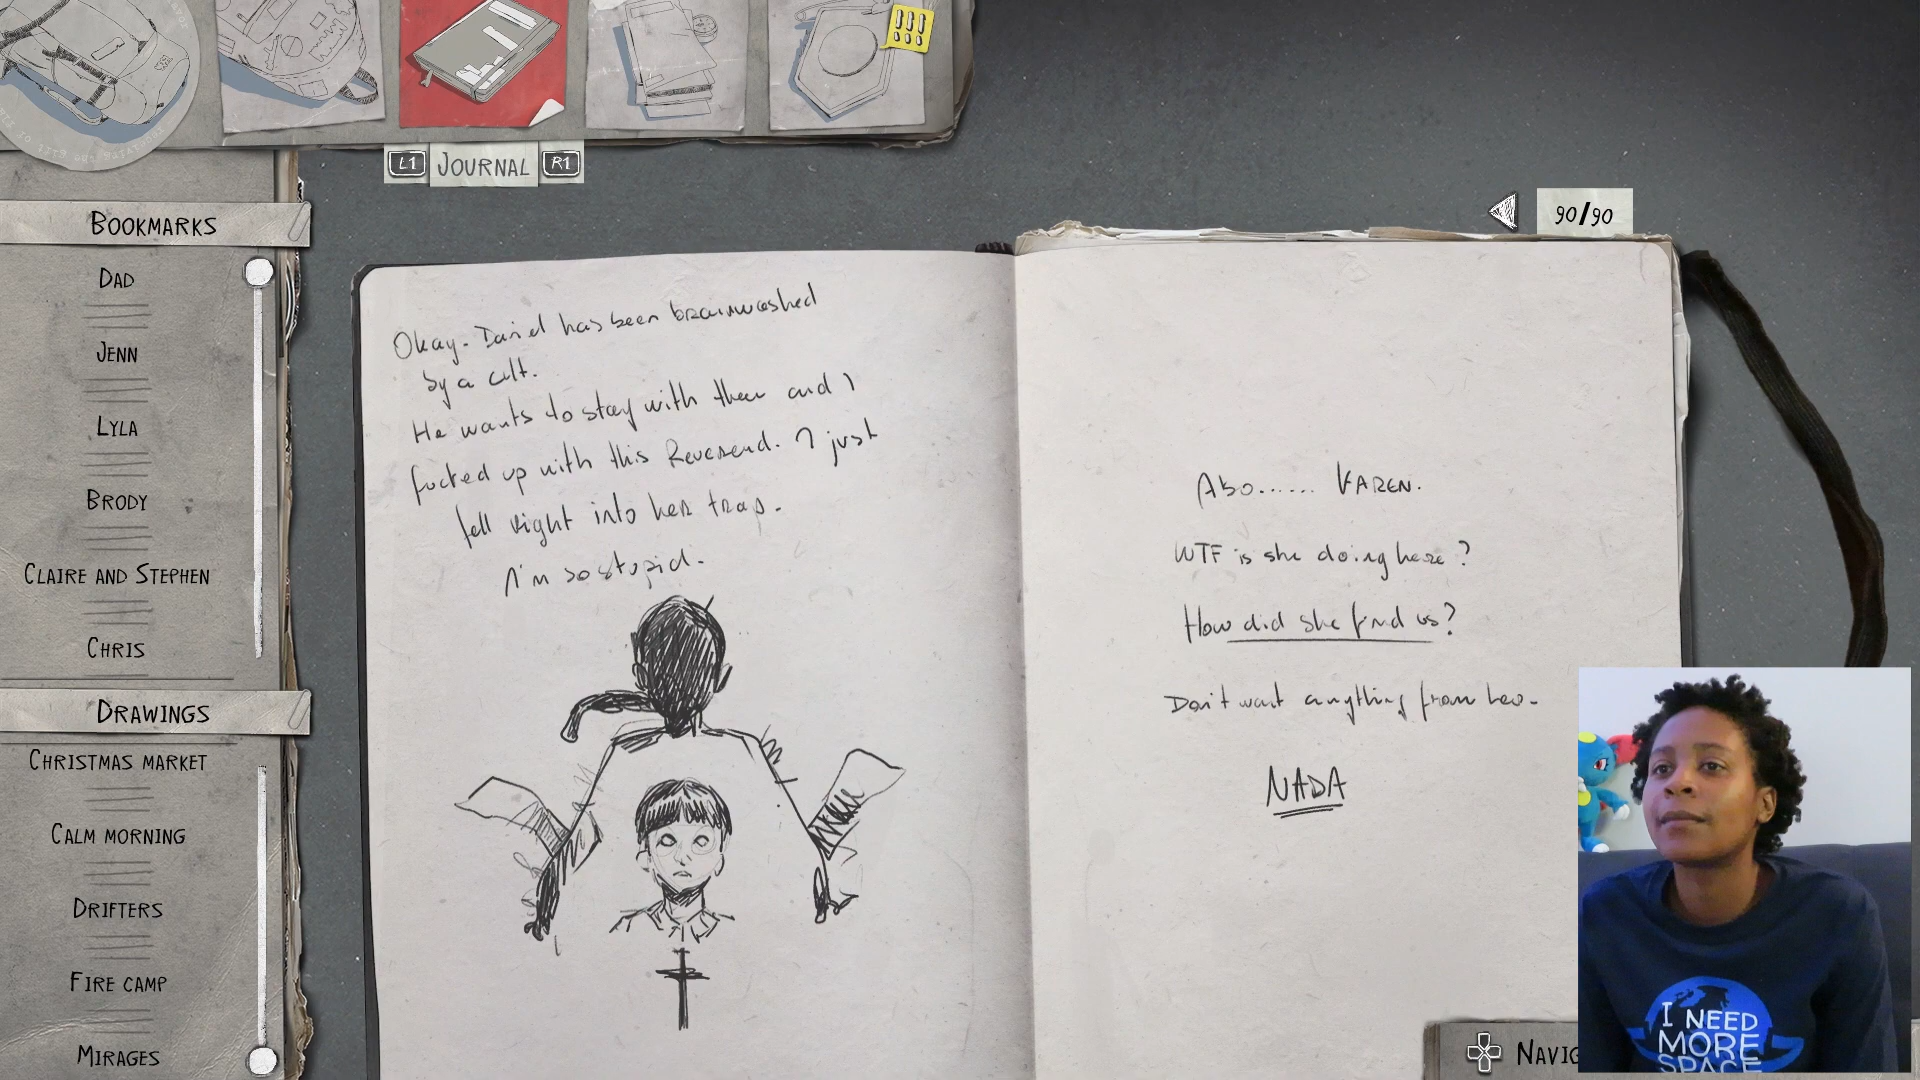 L1 JOURNAL R1
90/90
BOOKMARKS
DAD
JENN
LYLA
BRODY
CLAIRE AND STEPHEN
CHRIS
DRAWINGS
CHRISTMAS MARKET
CALM MORNING
DRIFTERS
FIRE CAMP
MIRAGES
Okay. Daniel has been brainwashed
by a cult.
He wants to stay with them and I
fucked up with this Reverend. I just
fell right into her trap.
I'm so stupid.
Also...... KAREN.
WTF is she doing here?
How did she find us?
Don't want anything from her.
NADA
NAVIG
I NEED
MORE
SPACE